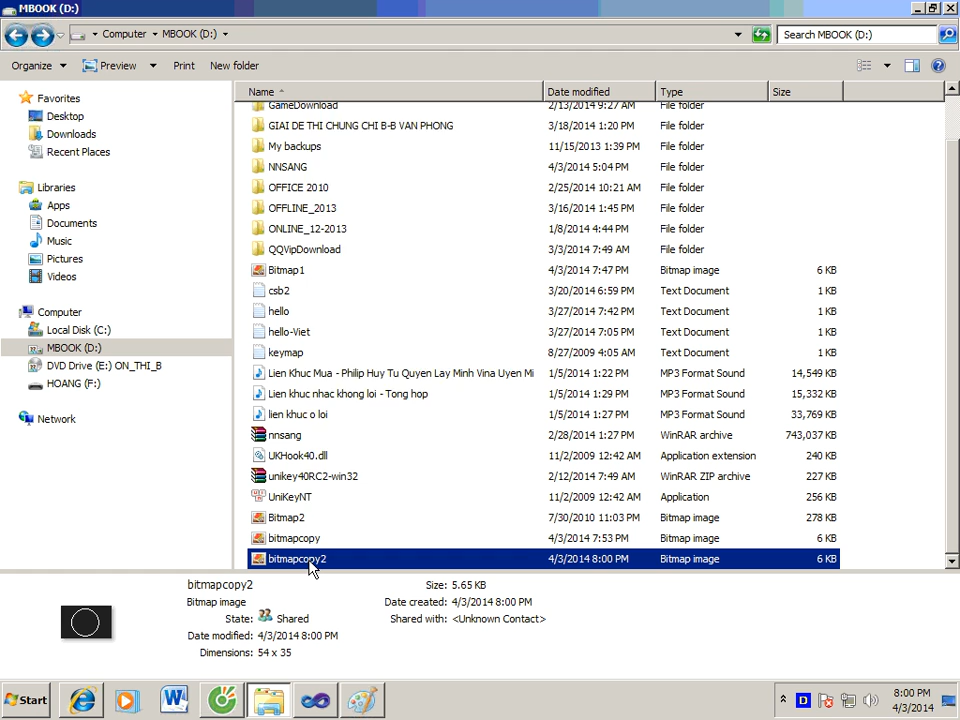 MBOOK (D:)
Computer MBOOK (D:) Search MBOOK (D:)
Organize Preview Print New folder
Name Date modified Type Size
Favorites
Desktop
Downloads
Recent Places
Libraries
Apps
Documents
Music
Pictures
Videos
Computer
Local Disk (C:)
MBOOK (D:)
DVD Drive (E:) ON_THI_B
HOANG (F:)
Network
GameDownload 2/13/2014 9:27 AM File folder
GIAI DE THI CHUNG CHI B-B VAN PHONG 3/18/2014 1:20 PM File folder
My backups 11/15/2013 1:39 PM File folder
NNSANG 4/3/2014 5:04 PM File folder
OFFICE 2010 2/25/2014 10:21 AM File folder
OFFLINE_2013 3/16/2014 1:45 PM File folder
ONLINE_12-2013 1/8/2014 4:44 PM File folder
QQVipDownload 3/3/2014 7:49 AM File folder
Bitmap1 4/3/2014 7:47 PM Bitmap image 6 KB
csb2 3/20/2014 6:59 PM Text Document 1 KB
hello 3/27/2014 7:42 PM Text Document 1 KB
hello-Viet 3/27/2014 7:05 PM Text Document 1 KB
keymap 8/27/2009 4:05 AM Text Document 1 KB
Lien Khuc Mua - Philip Huy Tu Quyen Lay Minh Vina Uyen Mi 1/5/2014 1:22 PM MP3 Format Sound 14,549 KB
Lien khuc nhac khong loi - Tong hop 1/5/2014 1:29 PM MP3 Format Sound 15,332 KB
lien khuc o loi 1/5/2014 1:27 PM MP3 Format Sound 33,769 KB
nnsang 2/28/2014 1:27 PM WinRAR archive 743,037 KB
UKHook40.dll 11/2/2009 12:42 AM Application extension 240 KB
unikey40RC2-win32 2/12/2014 7:49 AM WinRAR ZIP archive 227 KB
UniKeyNT 11/2/2009 12:42 AM Application 256 KB
Bitmap2 7/30/2010 11:03 PM Bitmap image 278 KB
bitmapcopy 4/3/2014 7:53 PM Bitmap image 6 KB
bitmapcopy2 4/3/2014 8:00 PM Bitmap image 6 KB
bitmapcopy2 Size: 5.65 KB
Bitmap image Date created: 4/3/2014 8:00 PM
State: Shared Shared with: <Unknown Contact>
Date modified: 4/3/2014 8:00 PM
Dimensions: 54 x 35
Start D 8:00 PM
4/3/2014